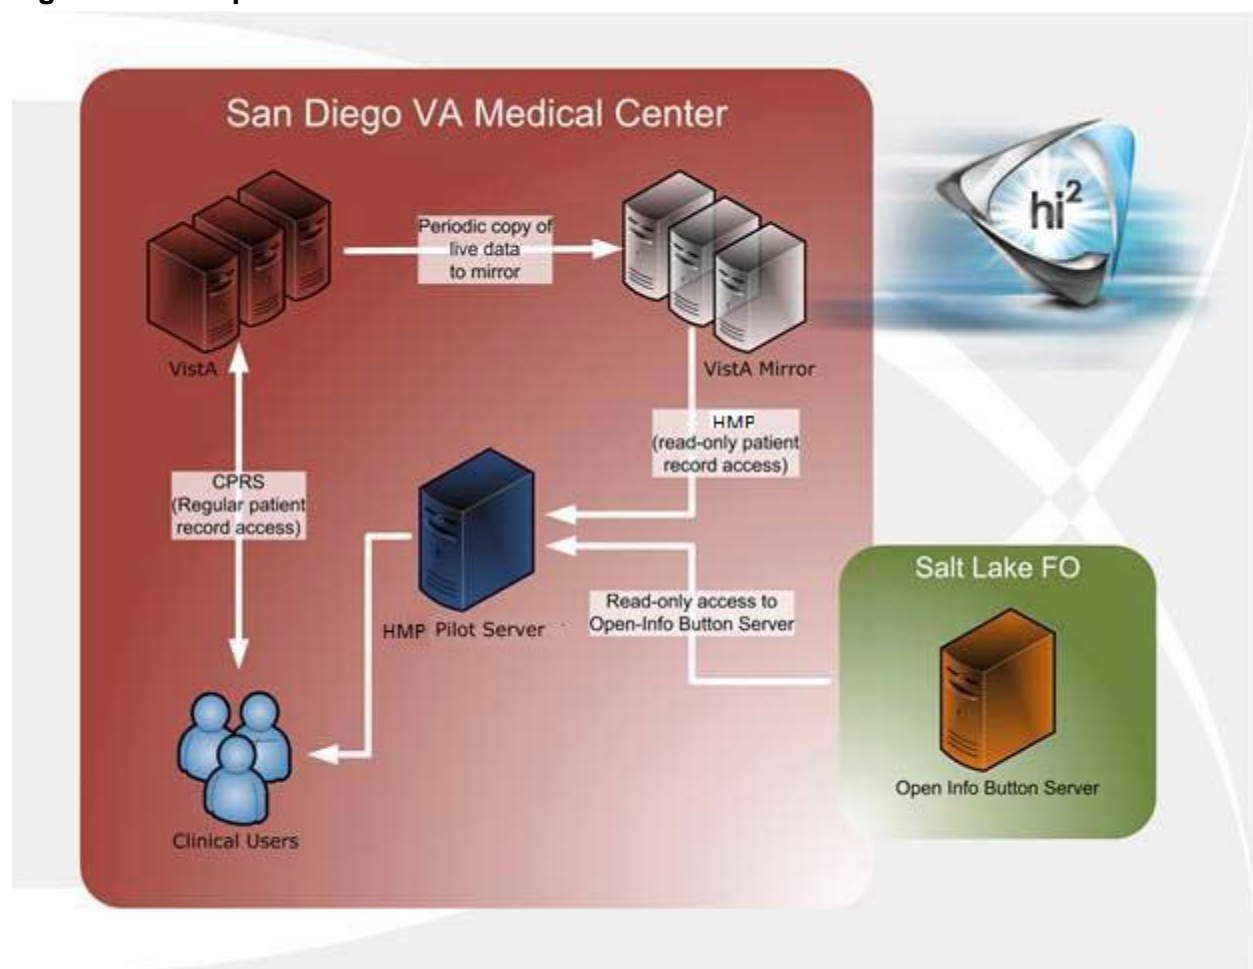 San Diego VA Medical Center
hi²
Periodic copy of
live data
to mirror
VistA
VistA Mirror
HMP
(read-only patient
record access)
CPRS
(Regular patient
record access)
Salt Lake FO
Read-only access to
Open-Info Button Server
HMP Pilot Server
Open Info Button Server
Clinical Users